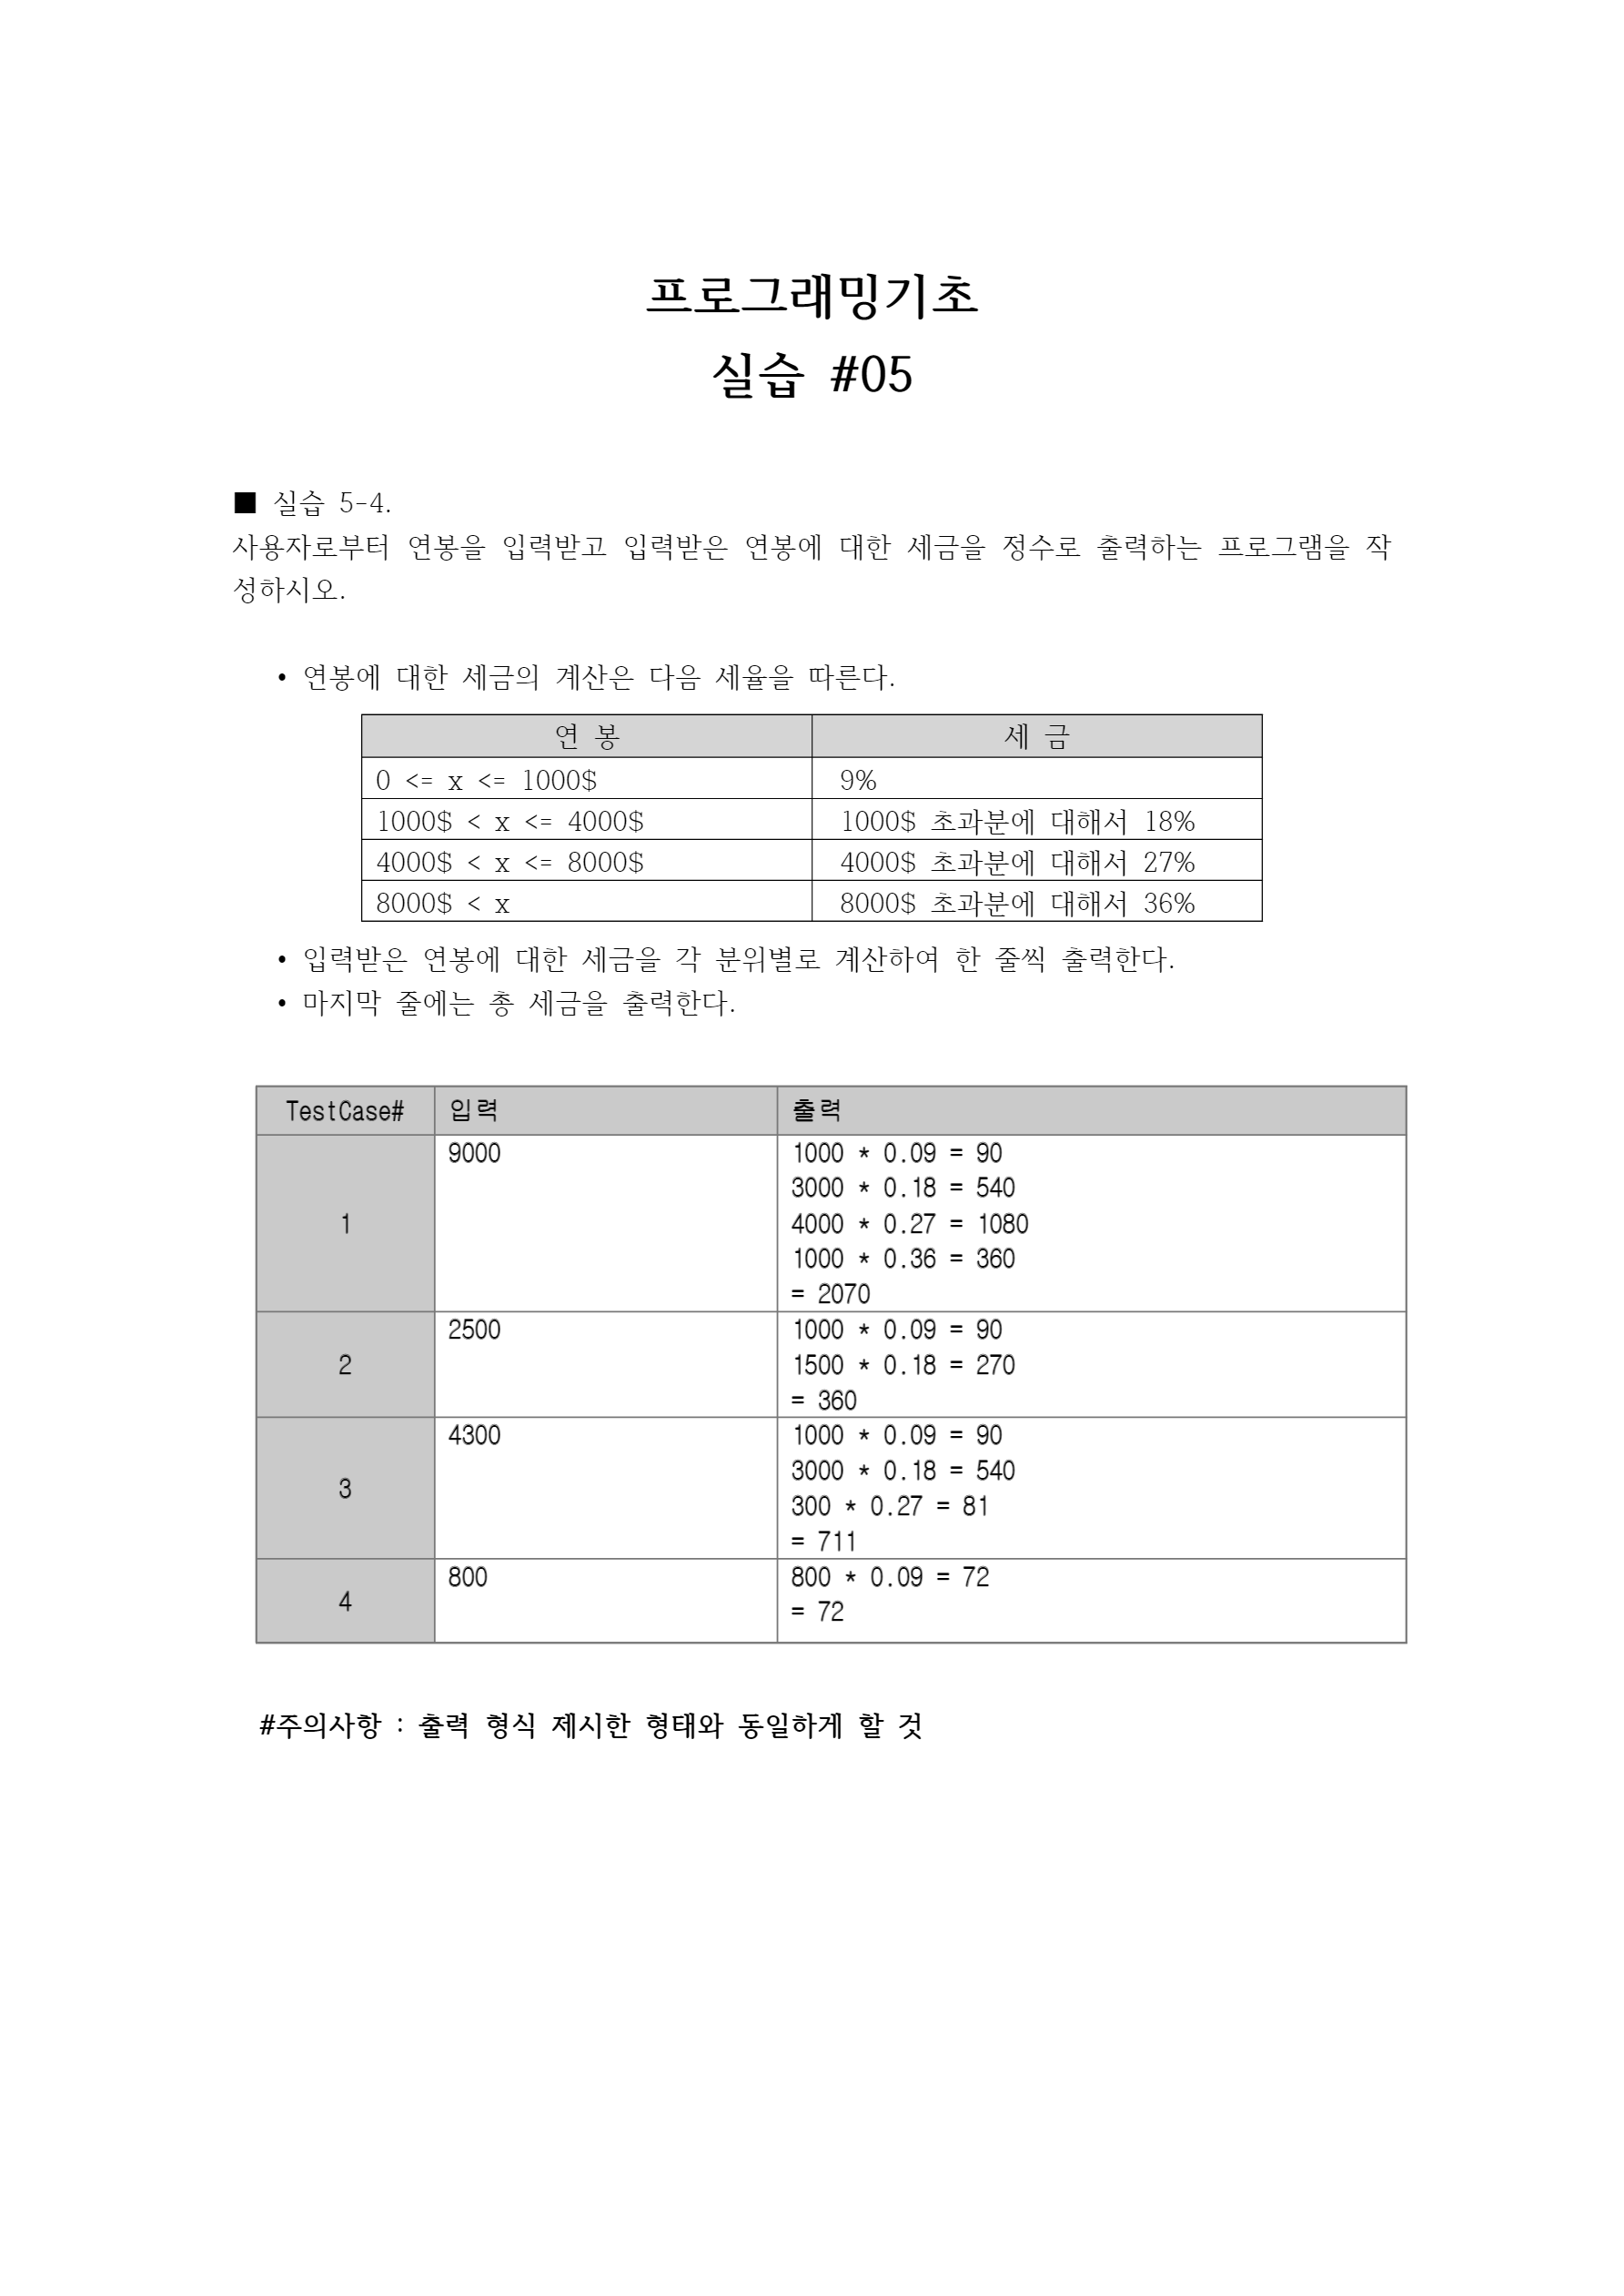 프로그래밍기초
실습 #05
■ 실습 5-4.
사용자로부터 연봉을 입력받고 입력받은 연봉에 대한 세금을 정수로 출력하는 프로그램을 작
성하시오.
• 연봉에 대한 세금의 계산은 다음 세율을 따른다.
연 봉 세 금
0 <= x <= 1000$ 9%
1000$ < x <= 4000$ 1000$ 초과분에 대해서 18%
4000$ < x <= 8000$ 4000$ 초과분에 대해서 27%
8000$ < x 8000$ 초과분에 대해서 36%
• 입력받은 연봉에 대한 세금을 각 분위별로 계산하여 한 줄씩 출력한다.
• 마지막 줄에는 총 세금을 출력한다.
TestCase# 입력 출력
1 9000 1000 * 0.09 = 90
3000 * 0.18 = 540
4000 * 0.27 = 1080
1000 * 0.36 = 360
= 2070
2 2500 1000 * 0.09 = 90
1500 * 0.18 = 270
= 360
3 4300 1000 * 0.09 = 90
3000 * 0.18 = 540
300 * 0.27 = 81
= 711
4 800 800 * 0.09 = 72
= 72
#주의사항 : 출력 형식 제시한 형태와 동일하게 할 것